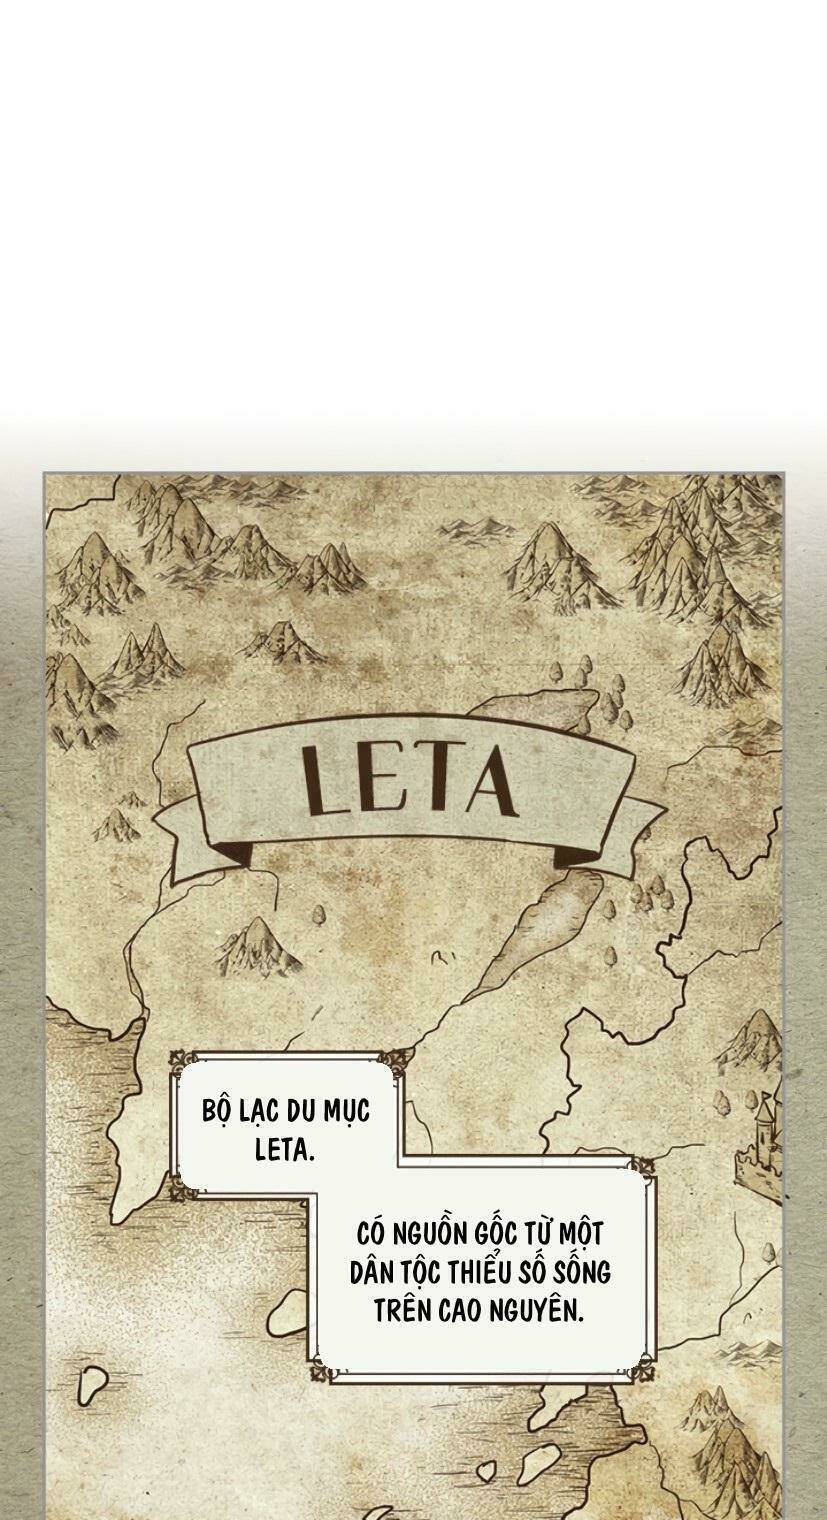 LETA
BỘ LẠC DU MỤC
LETA.
CÓ NGUỒN GỐC TỪ MỘT
DÂN TỘC THIỂU SỐ SỐNG
TRÊN CAO NGUYÊN.